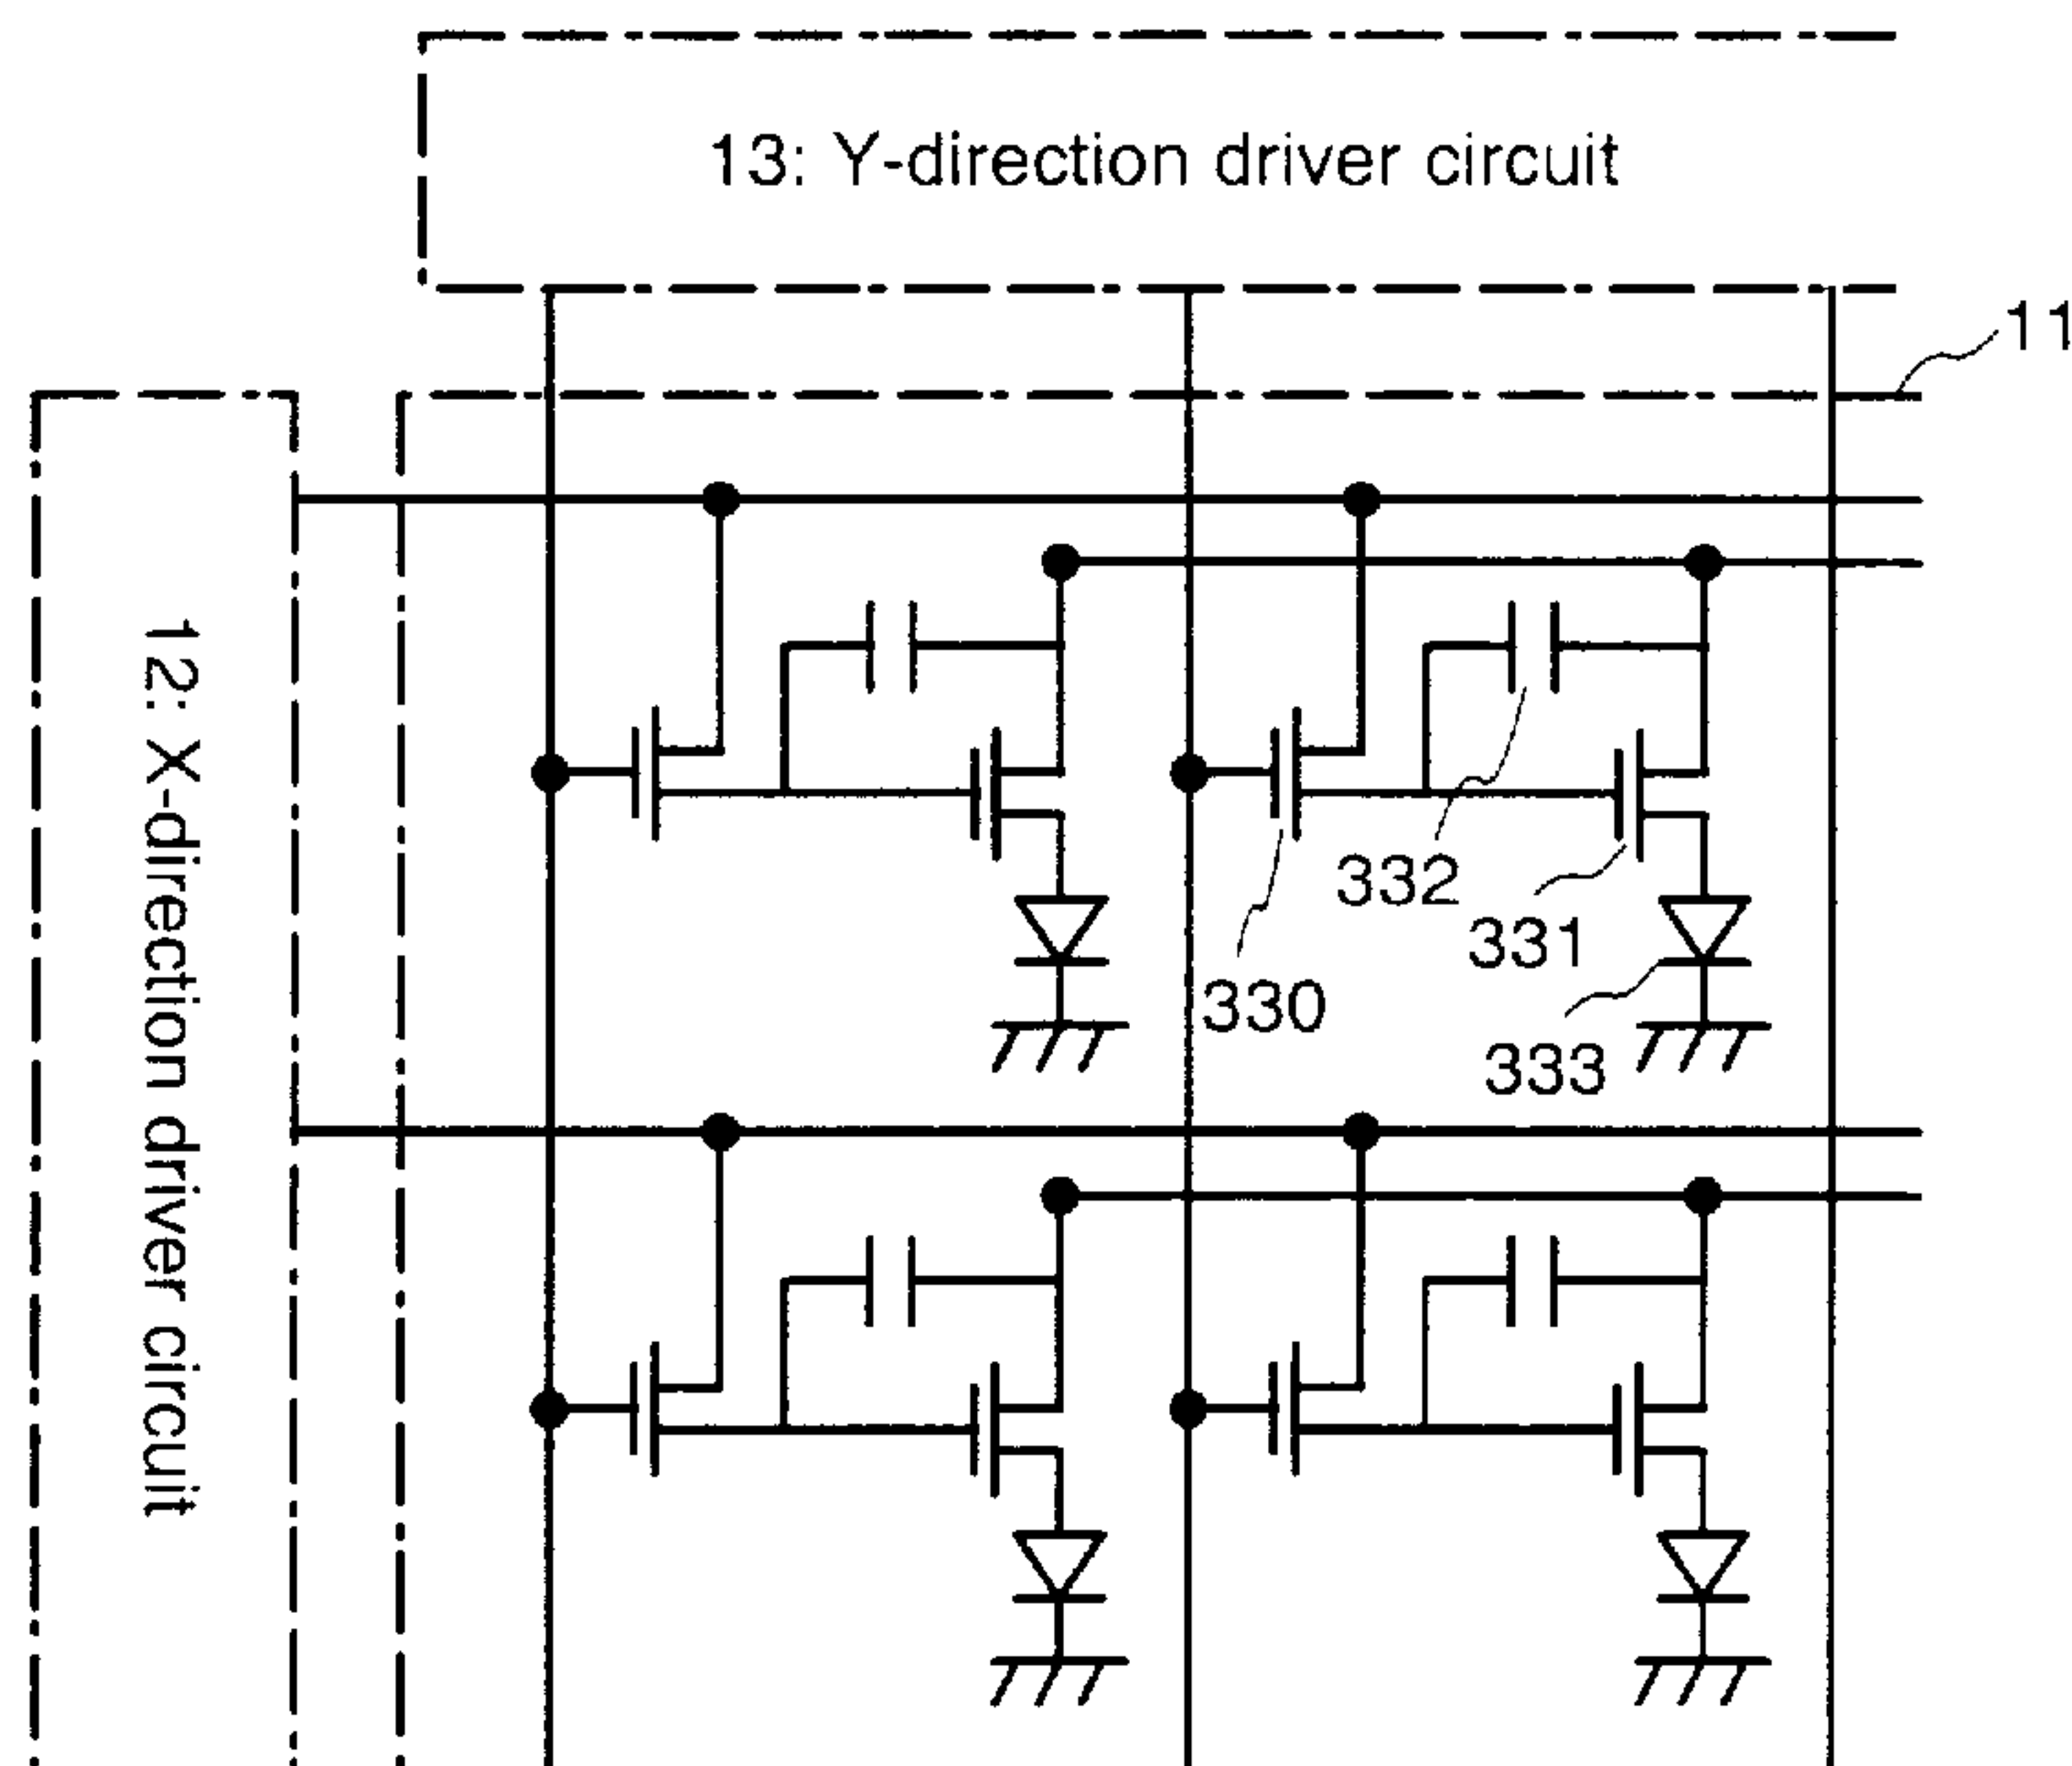 13: Y-direction driver circuit
11
12: X-direction driver circuit
332
331
330
333